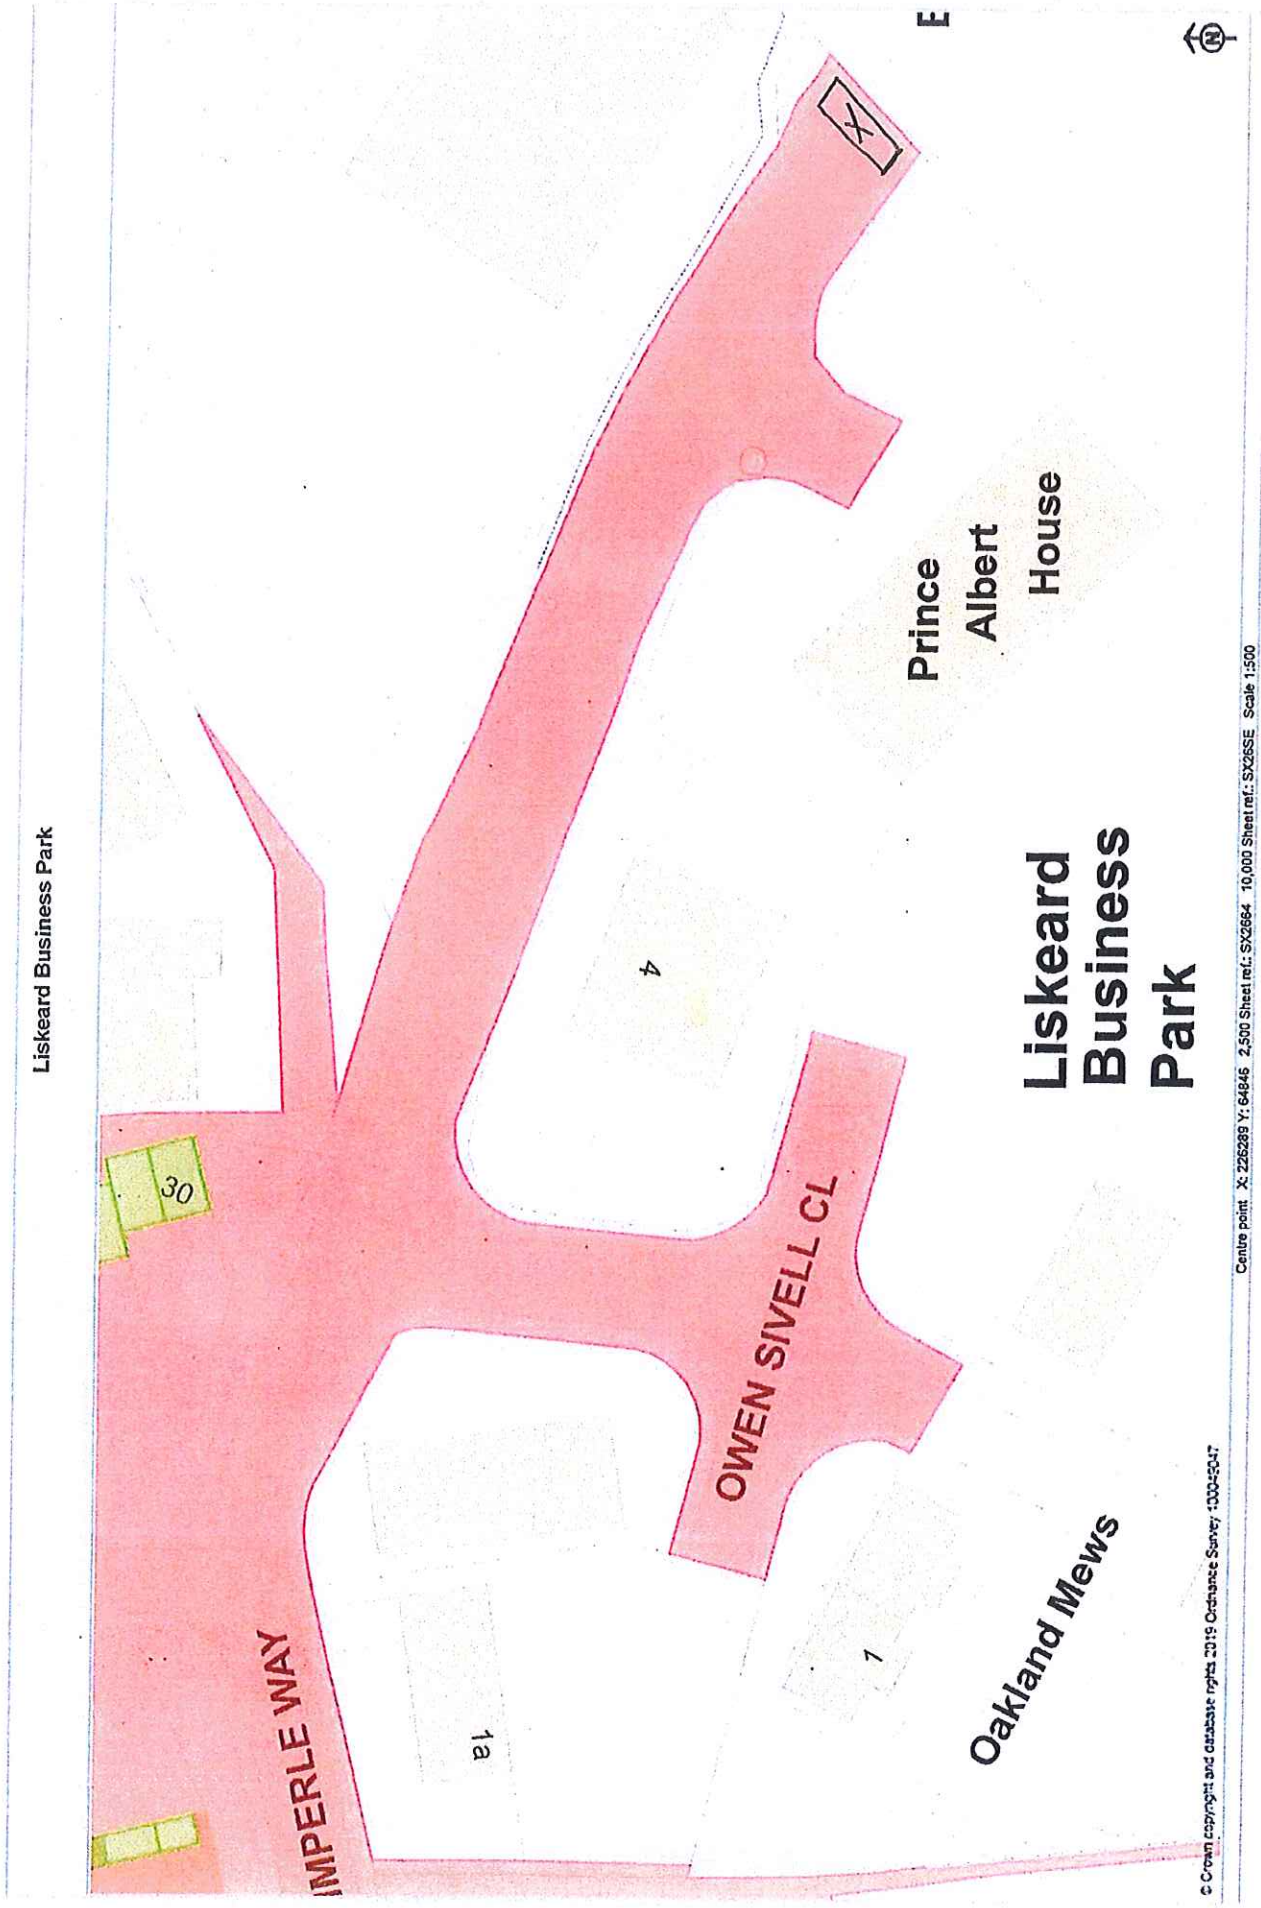 Liskeard Business Park
E
N
30
X
4
Prince
Albert
House
OWEN SIVELL CL
IMPERLE WAY
1a
1
Liskeard
Business
Park
Oakland Mews
© Crown copyright and database rights 2019 Ordnance Survey 100049047
Centre point X: 226289 Y: 64846 2,500 Sheet ref.: SX2664 10,000 Sheet ref.: SX26SE Scale 1:500